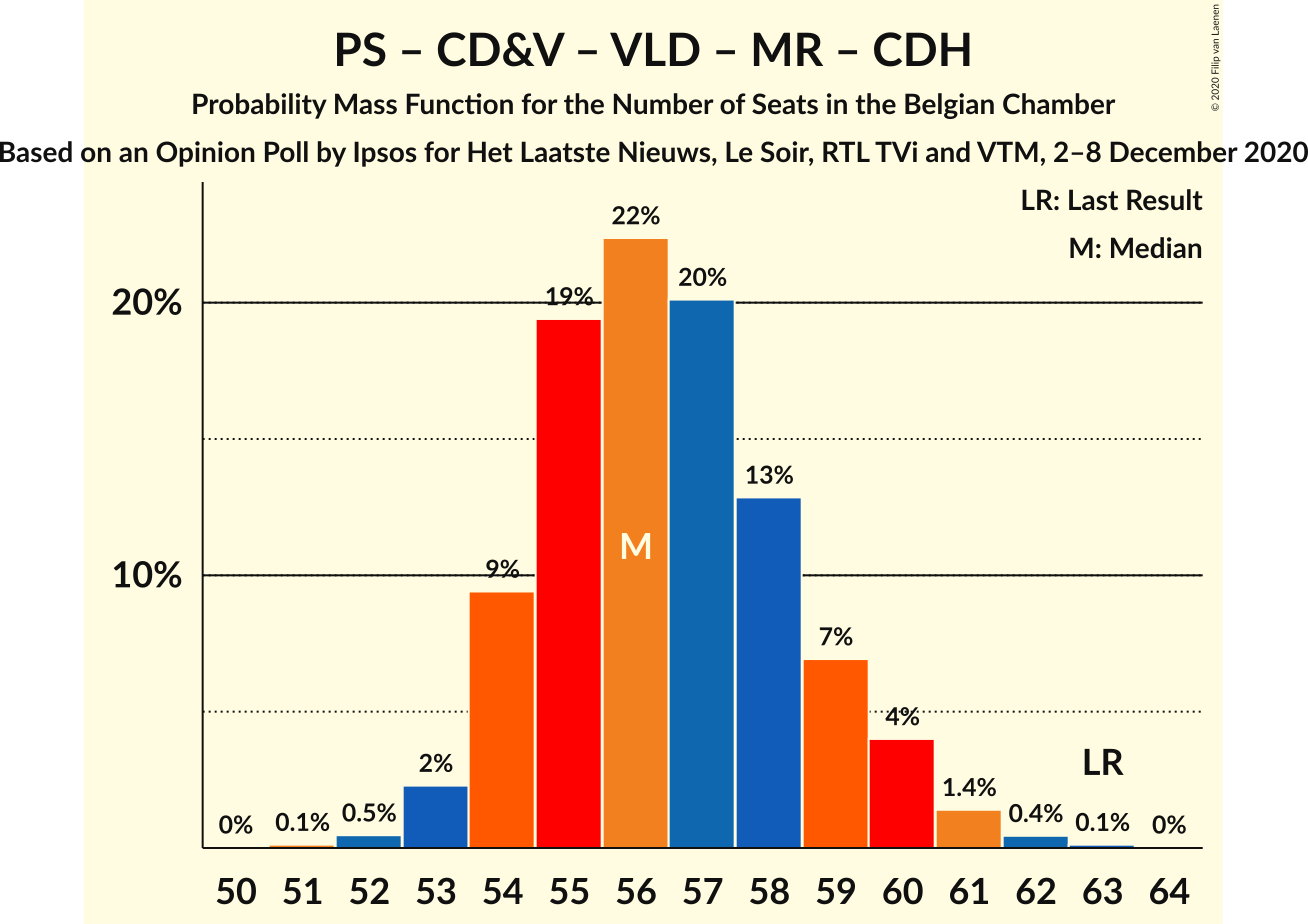 PS – CD&V – VLD – MR – CDH
Probability Mass Function for the Number of Seats in the Belgian Chamber
Based on an Opinion Poll by Ipsos for Het Laatste Nieuws, Le Soir, RTL TVi and VTM, 2–8 December 2020
© 2020 Filip van Laenen
LR: Last Result
M: Median
20%
10%
0%
0.1%
0.5%
2%
9%
19%
22%
20%
13%
7%
4%
1.4%
0.4%
0.1%
0%
M
LR
50 51 52 53 54 55 56 57 58 59 60 61 62 63 64